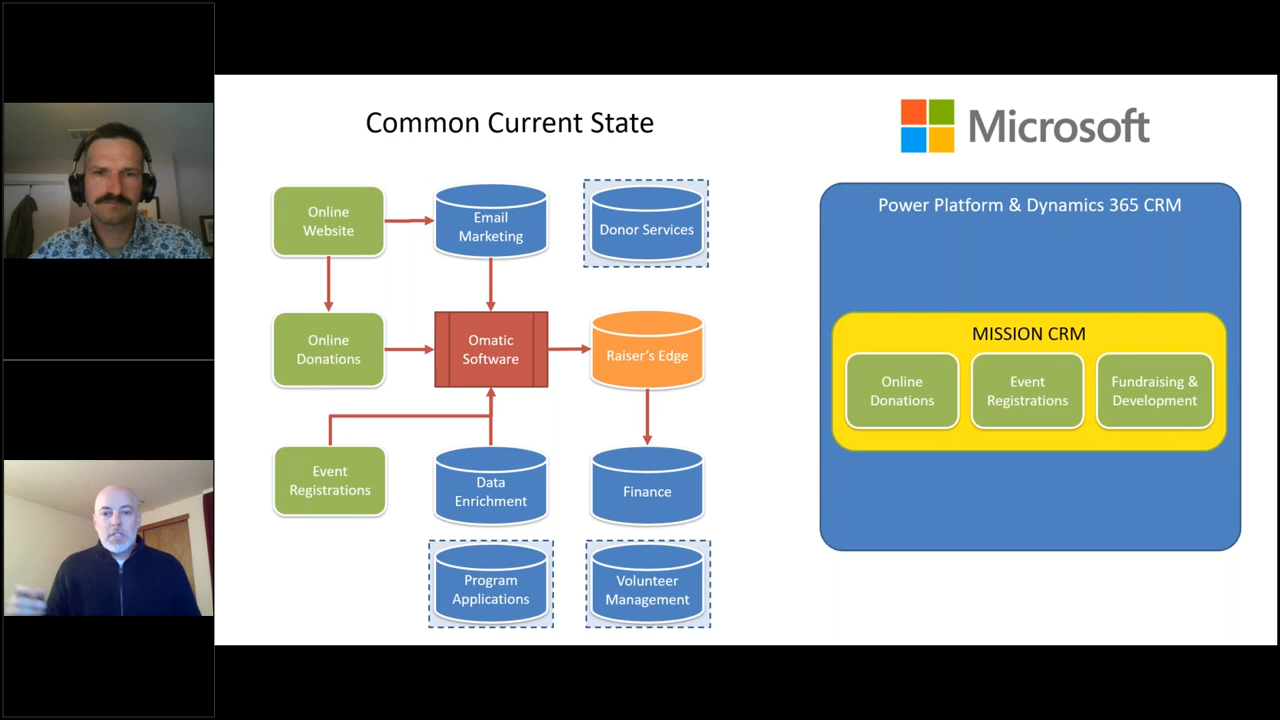 Common Current State
Microsoft
Online
Website
Email
Marketing
Donor Services
Power Platform & Dynamics 365 CRM
Online
Donations
Omatic
Software
Raiser's Edge
MISSION CRM
Online
Donations
Event
Registrations
Fundraising &
Development
Event
Registrations
Data
Enrichment
Finance
Program
Applications
Volunteer
Management